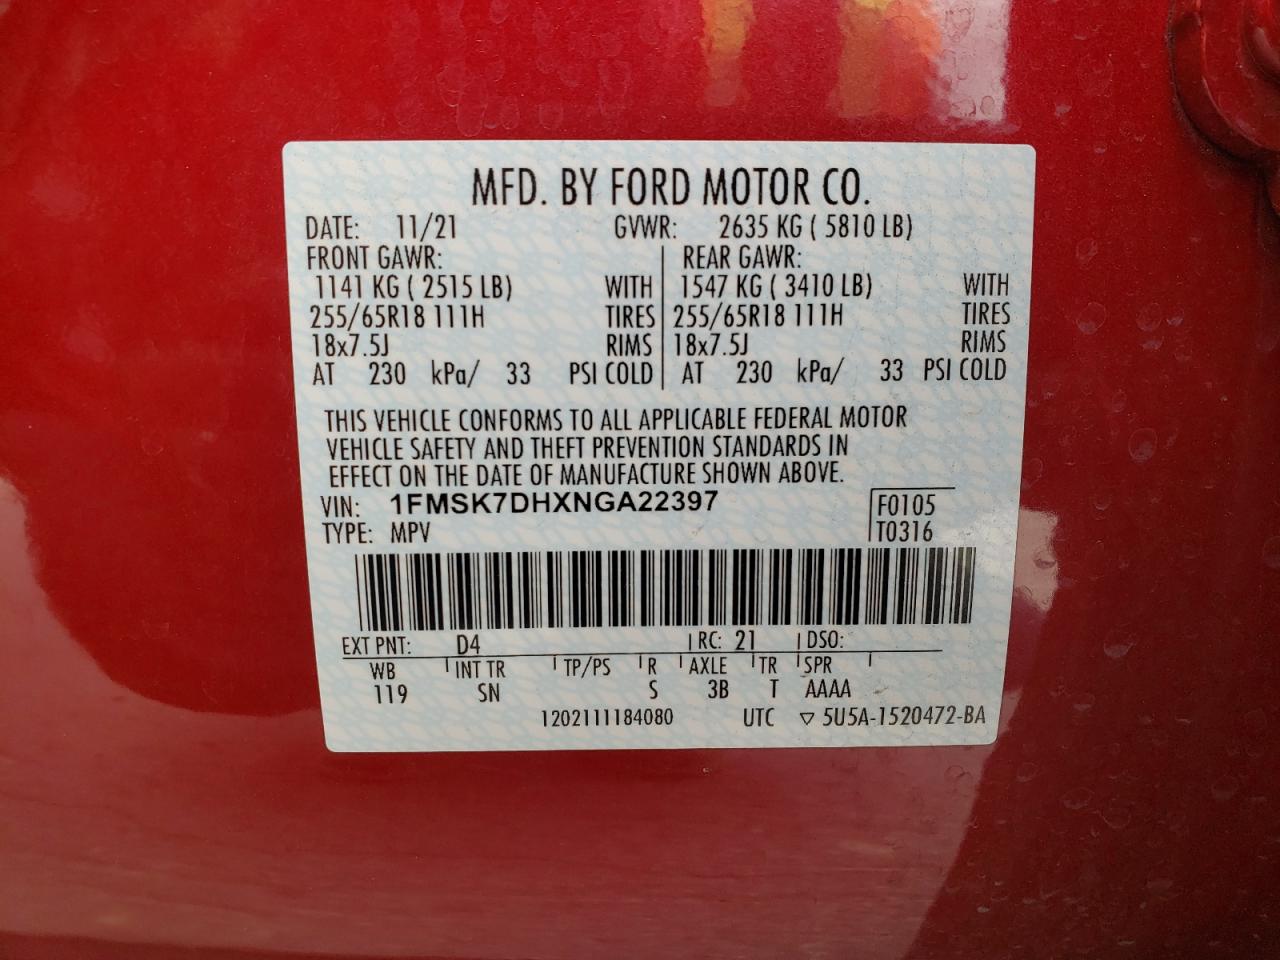 MFD. BY FORD MOTOR CO.
DATE: 11/21 GVWR: 2635 KG ( 5810 LB)
FRONT GAWR: REAR GAWR:
1141 KG ( 2515 LB) WITH 1547 KG ( 3410 LB) WITH
255/65R18 111H TIRES 255/65R18 111H TIRES
18x7.5J RIMS 18x7.5J RIMS
AT 230 kPa/ 33 PSI COLD AT 230 kPa/ 33 PSI COLD
THIS VEHICLE CONFORMS TO ALL APPLICABLE FEDERAL MOTOR
VEHICLE SAFETY AND THEFT PREVENTION STANDARDS IN
EFFECT ON THE DATE OF MANUFACTURE SHOWN ABOVE.
VIN: 1FMSK7DHXNGA22397 F0105
TYPE: MPV T0316
EXT PNT: D4 RC: 21 DSO:
WB INT TR TP/PS R AXLE TR SPR
119 SN S 3B T AAAA
1202111184080 UTC ▽ 5U5A-1520472-BA